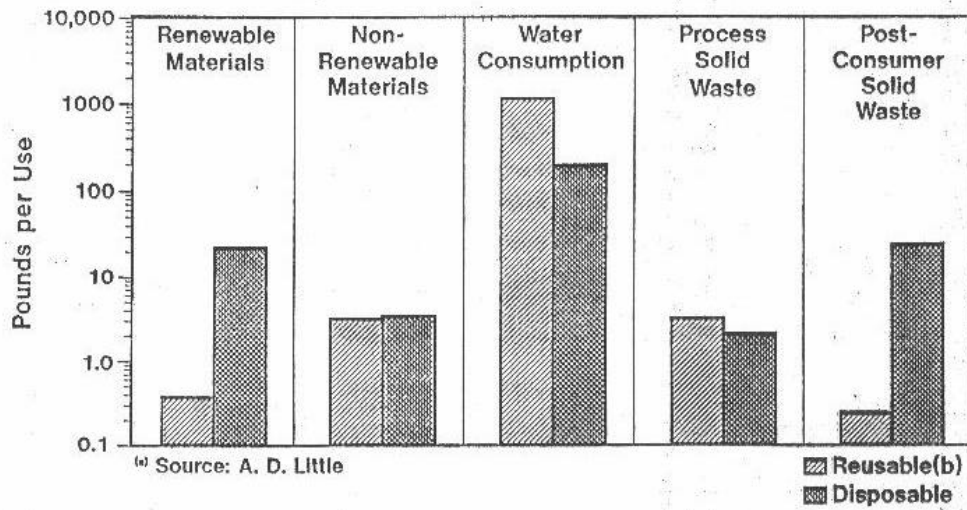 10,000
1000
100
10
1.0
0.1
Pounds per Use
Renewable
Materials
Non-
Renewable
Materials
Water
Consumption
Process
Solid
Waste
Post-
Consumer
Solid
Waste
(a) Source: A. D. Little
Reusable(b)
Disposable